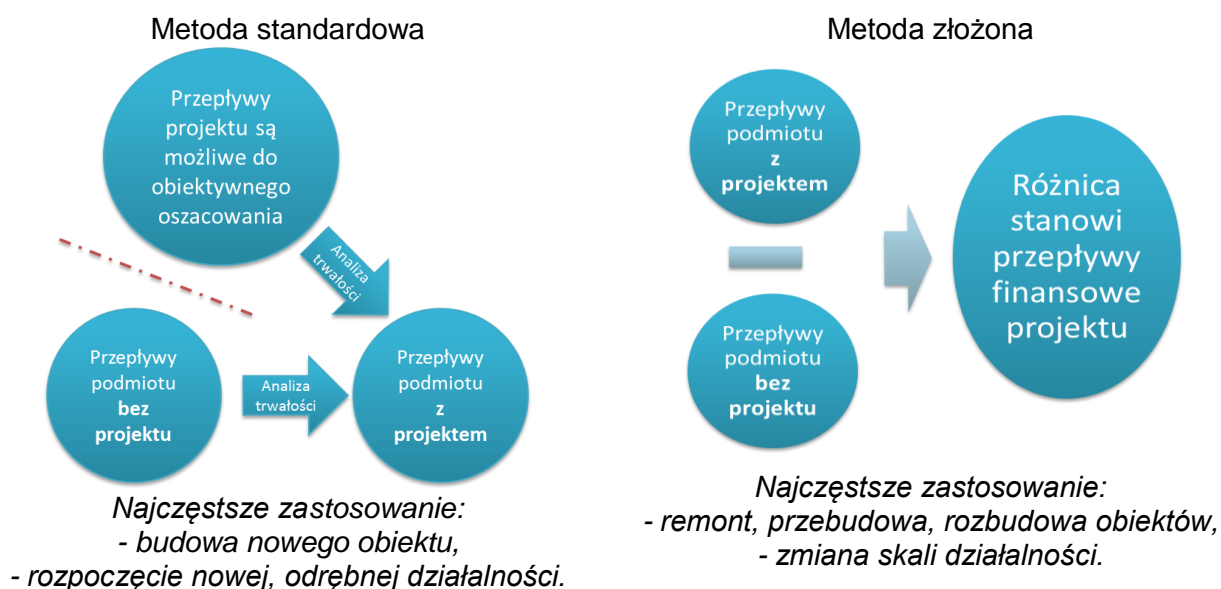 Metoda standardowa
Przepływy
projektu są
możliwe do
obiektywnego
oszacowania
Analiza
trwałości
Przepływy
podmiotu
bez
projektu
Analiza
trwałości
Przepływy
podmiotu
z
projektem
Najczęstsze zastosowanie:
- budowa nowego obiektu,
- rozpoczęcie nowej, odrębnej działalności.
Metoda złożona
Przepływy
podmiotu
z
projektem
Przepływy
podmiotu
bez
projektu
Różnica
stanowi
przepływy
finansowe
projektu
Najczęstsze zastosowanie:
- remont, przebudowa, rozbudowa obiektów,
- zmiana skali działalności.